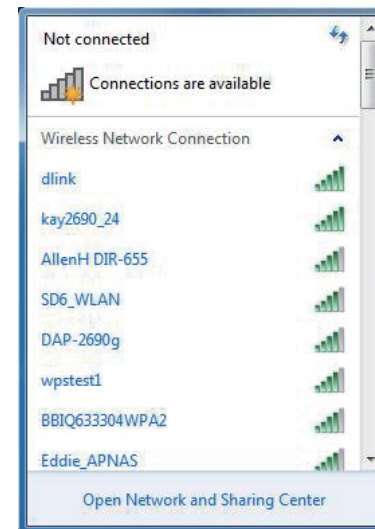 Not connected
Connections are available
Wireless Network Connection
dlink
kay2690_24
AllenH DIR-655
SD6_WLAN
DAP-2690g
wpstest1
BBIQ633304WPA2
Eddie_APNAS
Open Network and Sharing Center